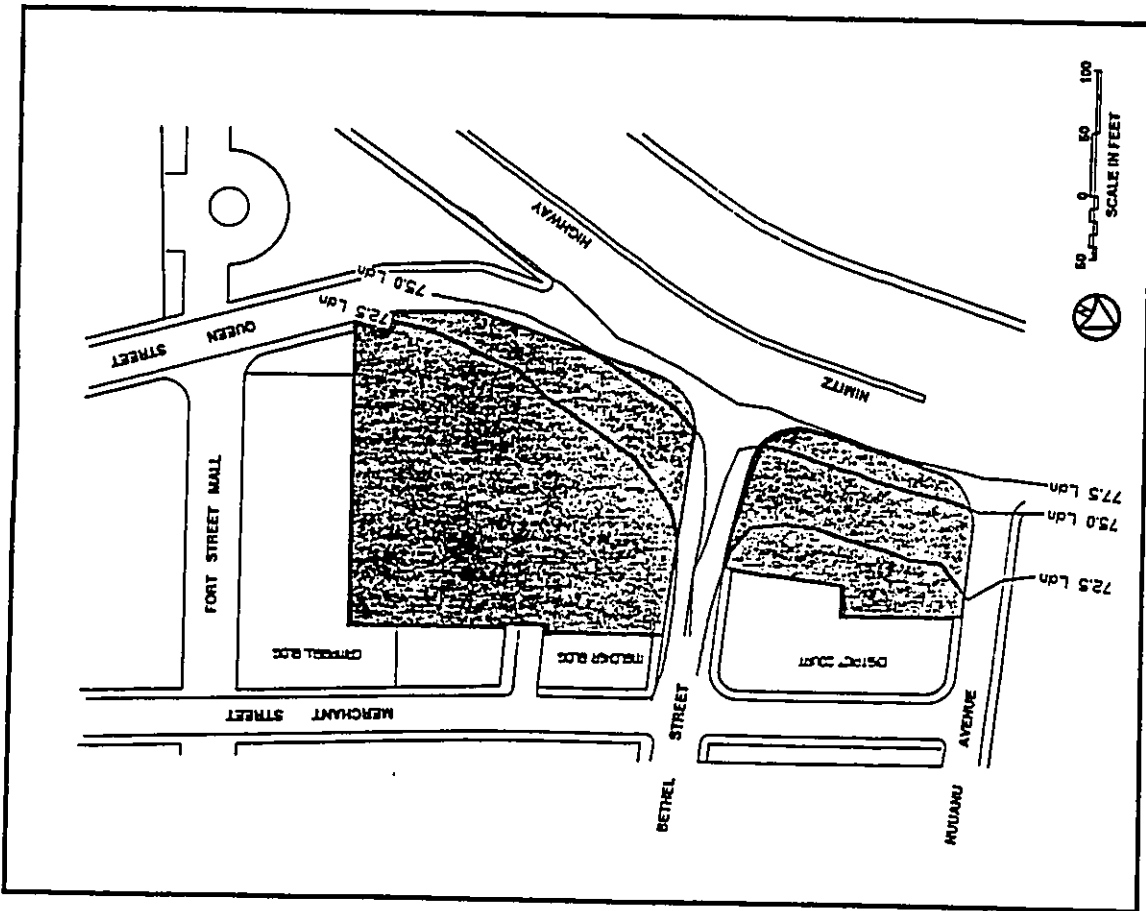 HIGHWAY
NIMITZ
QUEEN
STREET
75.0 Ldn
72.5 Ldn
FORT STREET MALL
CAMPBELL BLDG
MELCHER BLDG
DISTRICT COURT
MERCHANT STREET
BETHEL STREET
NUUANU AVENUE
77.5 Ldn
75.0 Ldn
72.5 Ldn
50 0 50 100
SCALE IN FEET